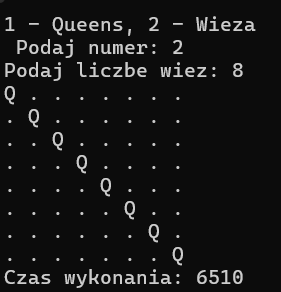 1 - Queens, 2 - Wieza
Podaj numer: 2
Podaj liczbe wiez: 8
Q . . . . . . .
. Q . . . . . .
. . Q . . . . .
. . . Q . . . .
. . . . Q . . .
. . . . . Q . .
. . . . . . Q .
. . . . . . . Q
Czas wykonania: 6510